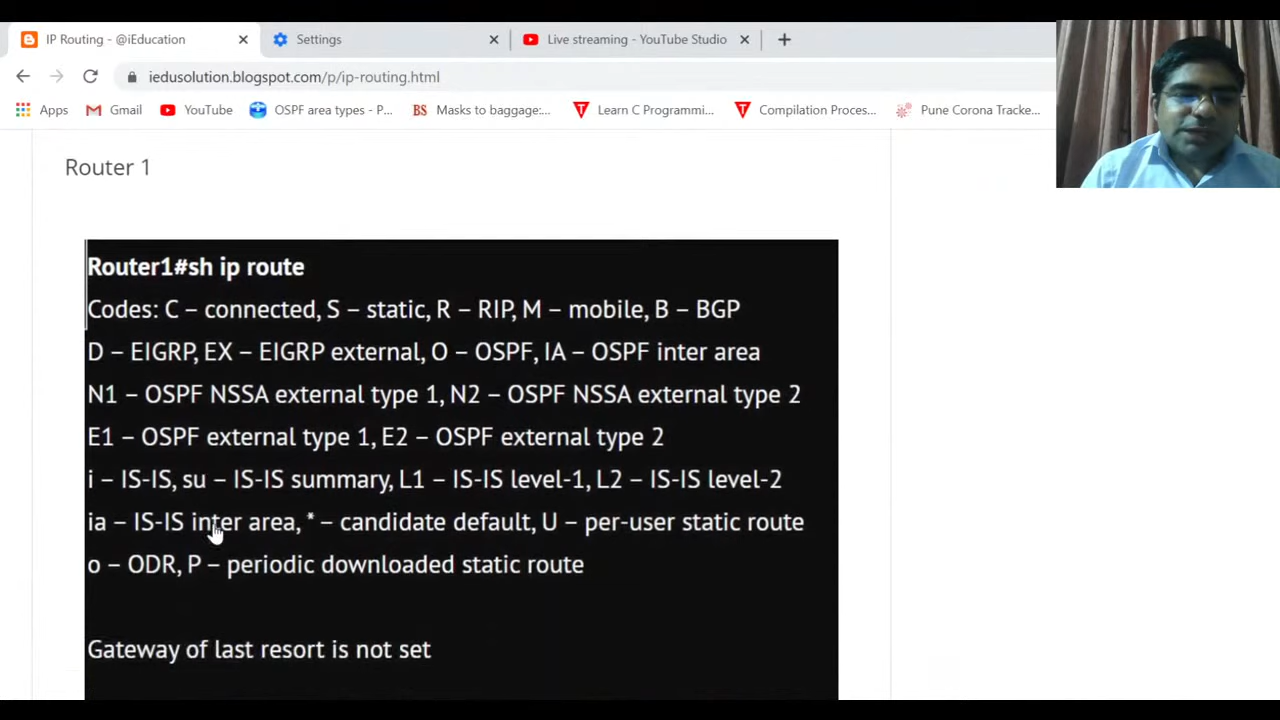 IP Routing - @iEducation
Settings
Live streaming - YouTube Studio
iedusolution.blogspot.com/p/ip-routing.html
Apps
Gmail
YouTube
OSPF area types - P...
BS Masks to baggage:...
T Learn C Programmi...
T Compilation Proces...
Pune Corona Tracke...
Router 1
Router1#sh ip route
Codes: C – connected, S – static, R – RIP, M – mobile, B – BGP
D – EIGRP, EX – EIGRP external, O – OSPF, IA – OSPF inter area
N1 – OSPF NSSA external type 1, N2 – OSPF NSSA external type 2
E1 – OSPF external type 1, E2 – OSPF external type 2
i – IS-IS, su – IS-IS summary, L1 – IS-IS level-1, L2 – IS-IS level-2
ia – IS-IS inter area, * – candidate default, U – per-user static route
o – ODR, P – periodic downloaded static route
Gateway of last resort is not set